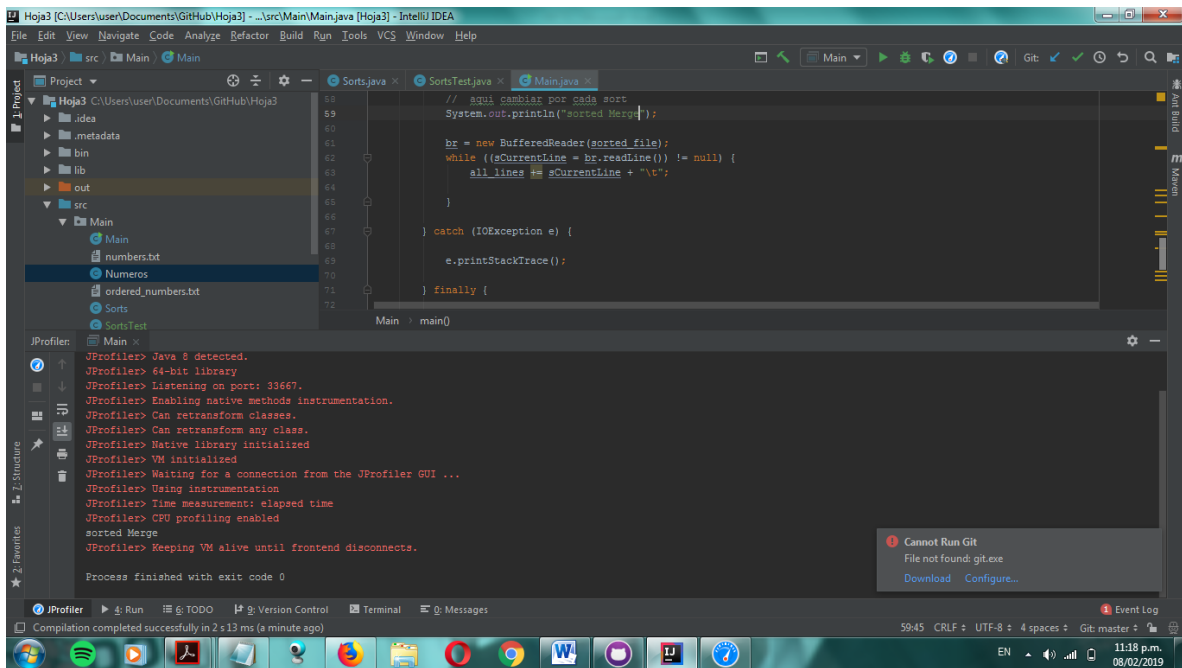 Hoja3 [C:\Users\user\Documents\GitHub\Hoja3] - ...\src\Main\Main.java [Hoja3] - IntelliJ IDEA
File Edit View Navigate Code Analyze Refactor Build Run Tools VCS Window Help
Hoja3 src Main Main Main Git:
Project Sorts.java SortsTest.java Main.java
1: Project
Ant Build
Maven
Hoja3 C:\Users\user\Documents\GitHub\Hoja3
.idea
.metadata
bin
lib
out
src
Main
Main
numbers.txt
Numeros
ordered_numbers.txt
Sorts
SortsTest
58 // aqui cambiar por cada sort
59 System.out.println("sorted Merge");
60
61 br = new BufferedReader(sorted_file);
62 while ((sCurrentLine = br.readLine()) != null) {
63 all_lines += sCurrentLine + "\t";
64
65 }
66
67 } catch (IOException e) {
68
69 e.printStackTrace();
70
71 } finally {
72
Main main()
JProfiler: Main
JProfiler> Java 8 detected.
JProfiler> 64-bit library
JProfiler> Listening on port: 33667.
JProfiler> Enabling native methods instrumentation.
JProfiler> Can retransform classes.
JProfiler> Can retransform any class.
JProfiler> Native library initialized
JProfiler> VM initialized
JProfiler> Waiting for a connection from the JProfiler GUI ...
JProfiler> Using instrumentation
JProfiler> Time measurement: elapsed time
JProfiler> CPU profiling enabled
sorted Merge
JProfiler> Keeping VM alive until frontend disconnects.
Process finished with exit code 0
Z: Structure
2: Favorites
Cannot Run Git
File not found: git.exe
Download Configure...
JProfiler 4: Run 6: TODO 9: Version Control Terminal 0: Messages 1 Event Log
Compilation completed successfully in 2 s 13 ms (a minute ago) 59:45 CRLF UTF-8 4 spaces Git: master
EN 11:18 p.m.
08/02/2019